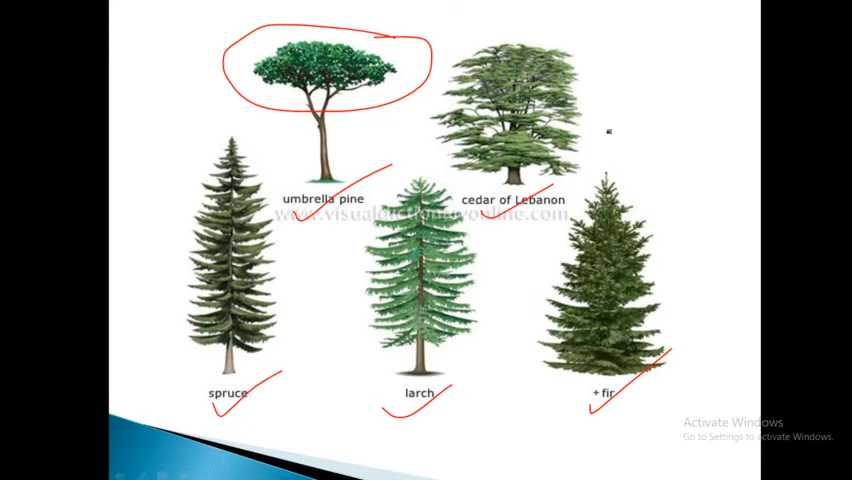 umbrella pine
cedar of Lebanon
www.visualdictionaryonline.com
spruce
larch
+ fir
Activate Windows
Go to Settings to activate Windows.